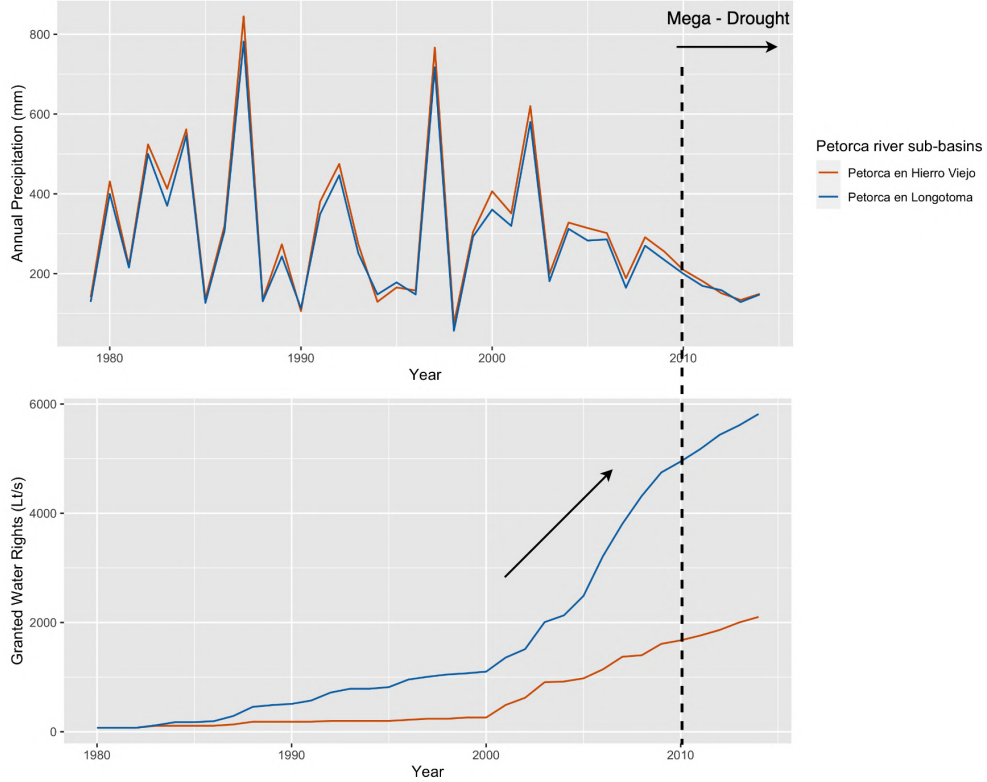 Mega - Drought
Annual Precipitation (mm)
800
600
400
200
1980
1990
2000
2010
Year
Petorca river sub-basins
Petorca en Hierro Viejo
Petorca en Longotoma
Granted Water Rights (Lt/s)
6000
4000
2000
0
1980
1990
2000
2010
Year